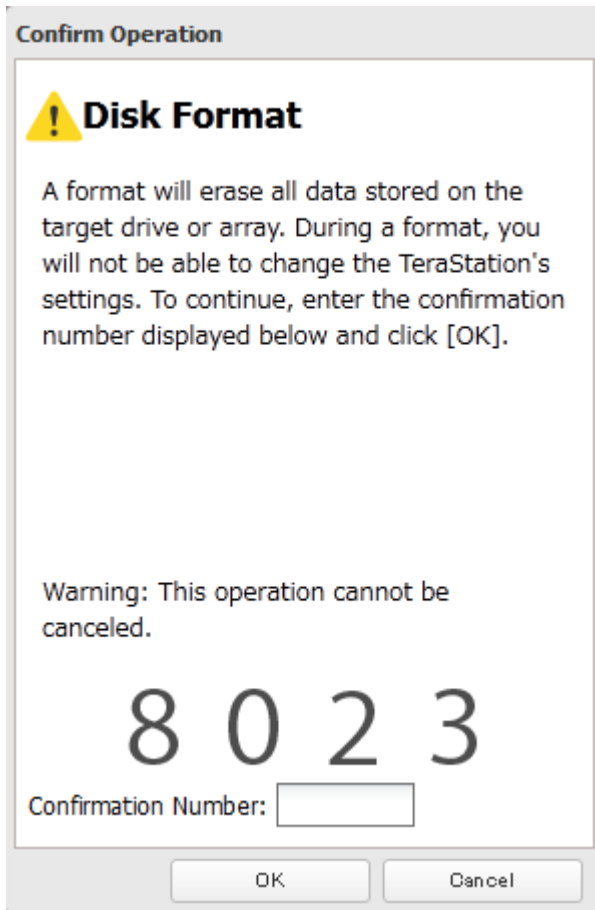 Confirm Operation
Disk Format
A format will erase all data stored on the
target drive or array. During a format, you
will not be able to change the TeraStation's
settings. To continue, enter the confirmation
number displayed below and click [OK].
Warning: This operation cannot be
canceled.
8 0 2 3
Confirmation Number:
OK Cancel